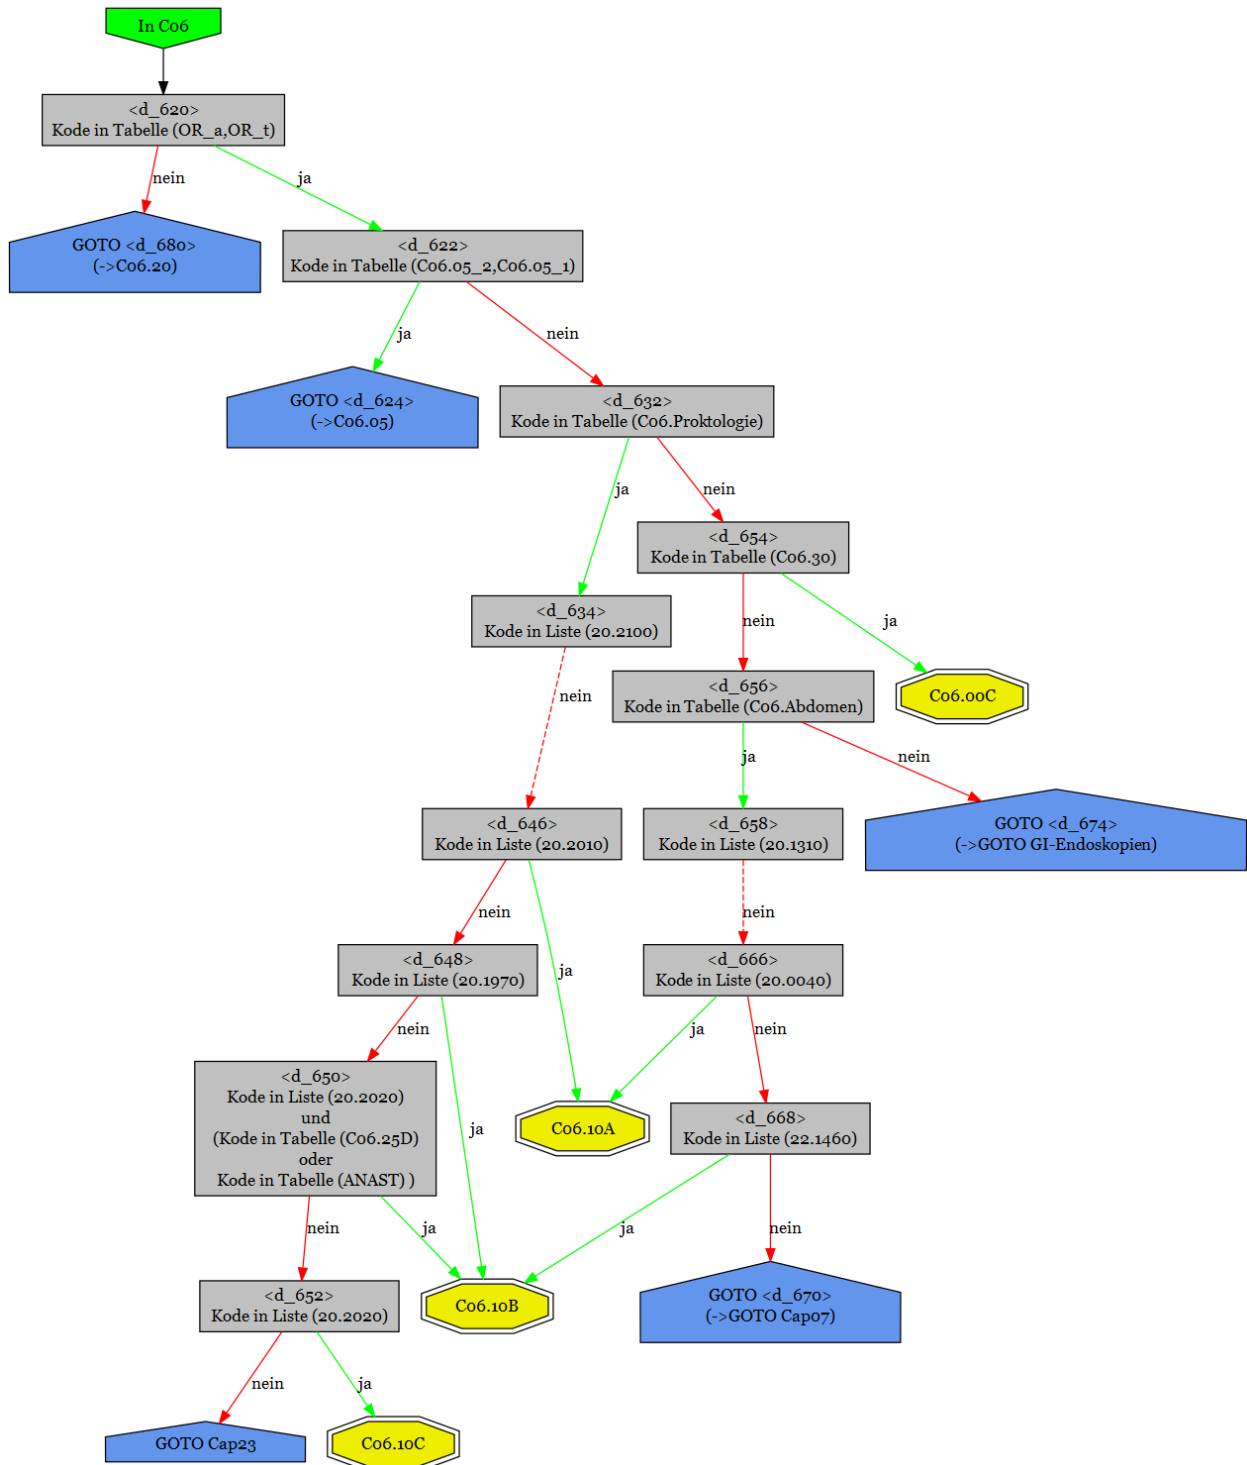 In C06
<d_620>
Kode in Tabelle (OR_a,OR_t)
nein
ja
GOTO <d_680>
(->C06.20)
<d_622>
Kode in Tabelle (C06.05_2,C06.05_1)
ja
nein
GOTO <d_624>
(->C06.05)
<d_632>
Kode in Tabelle (C06.Proktologie)
ja
nein
<d_654>
Kode in Tabelle (C06.30)
<d_634>
Kode in Liste (20.2100)
nein
ja
nein
<d_656>
Kode in Tabelle (C06.Abdomen)
C06.00C
ja
nein
<d_646>
Kode in Liste (20.2010)
<d_658>
Kode in Liste (20.1310)
GOTO <d_674>
(->GOTO GI-Endoskopien)
nein
ja
nein
<d_648>
Kode in Liste (20.1970)
<d_666>
Kode in Liste (20.0040)
nein
ja
ja
nein
<d_650>
Kode in Liste (20.2020)
und
(Kode in Tabelle (C06.25D)
oder
Kode in Tabelle (ANAST) )
C06.10A
<d_668>
Kode in Liste (22.1460)
nein
ja
ja
nein
<d_652>
Kode in Liste (20.2020)
C06.10B
GOTO <d_670>
(->GOTO Cap07)
nein
ja
GOTO Cap23
C06.10C